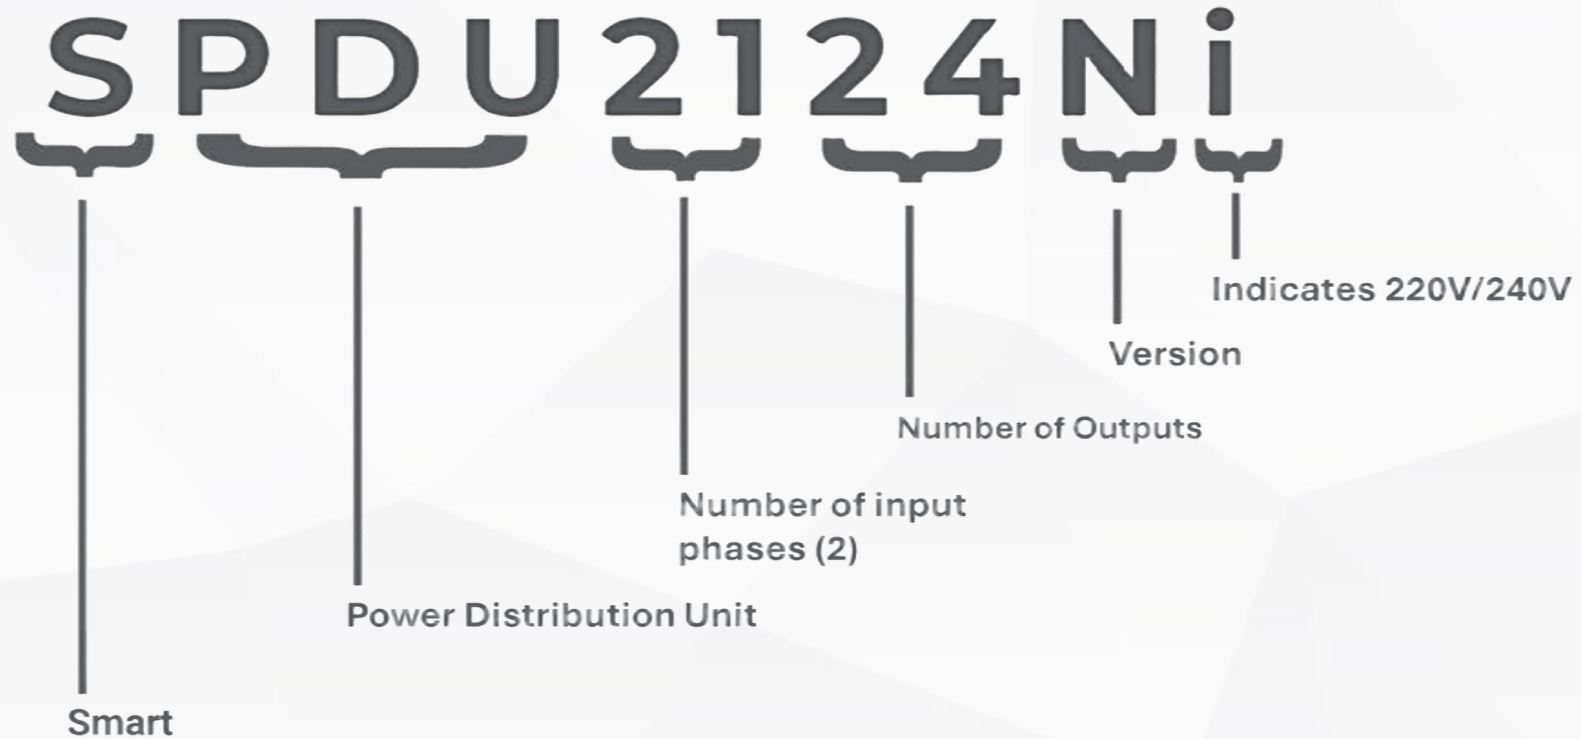 SPDU2124Ni
Indicates 220V/240V
Version
Number of Outputs
Number of input
phases (2)
Power Distribution Unit
Smart